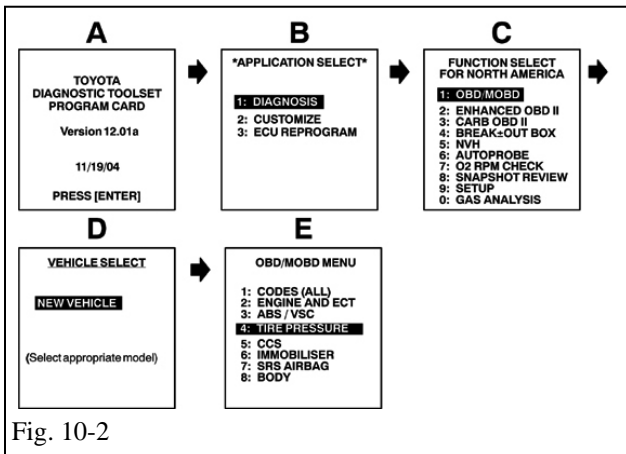 A
TOYOTA
DIAGNOSTIC TOOLSET
PROGRAM CARD
Version 12.01a
11/19/04
PRESS [ENTER]
B
*APPLICATION SELECT*
1: DIAGNOSIS
2: CUSTOMIZE
3: ECU REPROGRAM
C
FUNCTION SELECT
FOR NORTH AMERICA
1: OBD/MOBD
2: ENHANCED OBD II
3: CARB OBD II
4: BREAK±OUT BOX
5: NVH
6: AUTOPROBE
7: O2 RPM CHECK
8: SNAPSHOT REVIEW
9: SETUP
0: GAS ANALYSIS
D
VEHICLE SELECT
NEW VEHICLE
(Select appropriate model)
E
OBD/MOBD MENU
1: CODES (ALL)
2: ENGINE AND ECT
3: ABS / VSC
4: TIRE PRESSURE
5: CCS
6: IMMOBILISER
7: SRS AIRBAG
8: BODY
Fig. 10-2